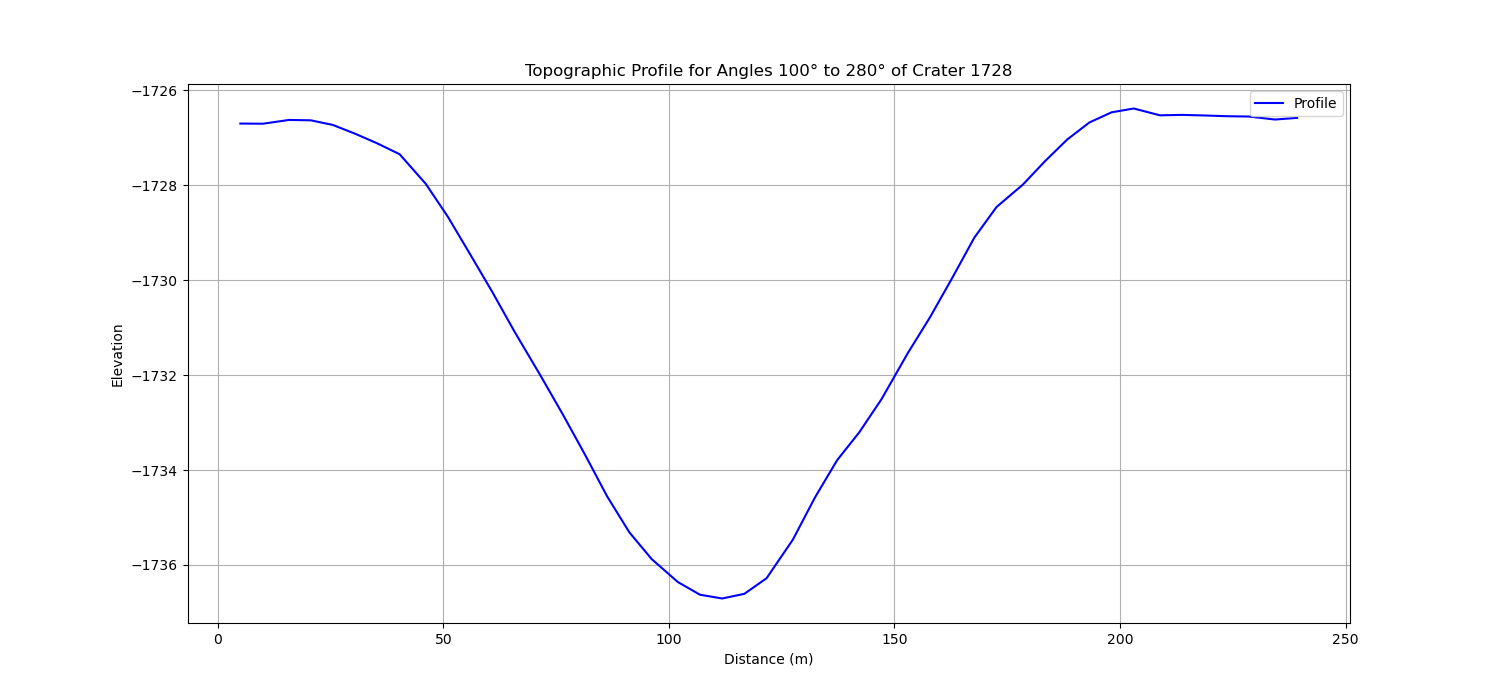 Topographic Profile for Angles 100° to 280° of Crater 1728
Profile
−1726
−1728
−1730
−1732
−1734
−1736
Elevation
0 50 100 150 200 250
Distance (m)